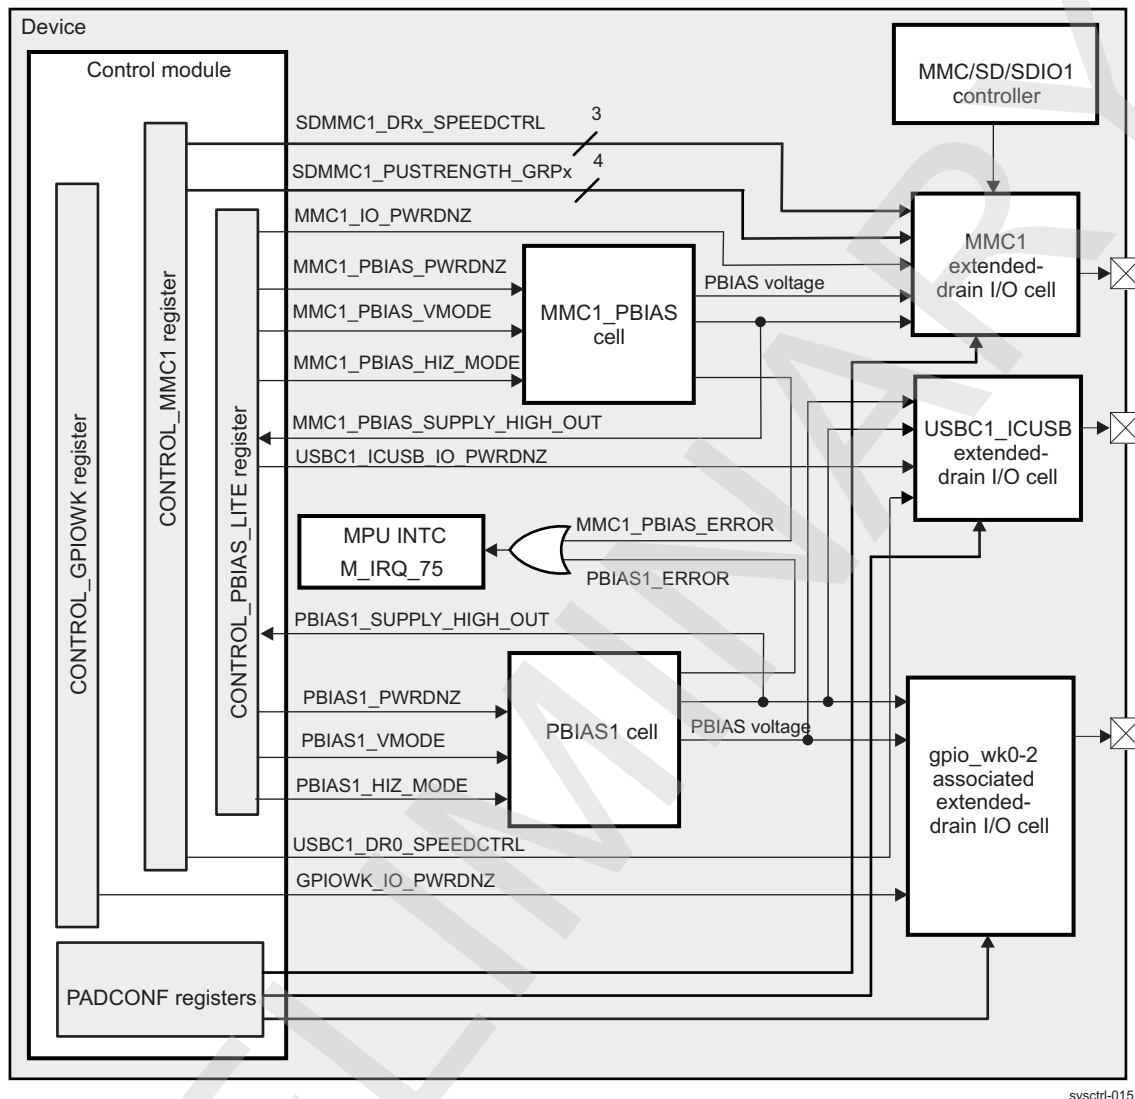 Device
Control module
MMC/SD/SDIO1
controller
SDMMC1_DRx_SPEEDCTRL
3
SDMMC1_PUSTRENGTH_GRPx
4
MMC1_IO_PWRDNZ
MMC1_PBIAS_PWRDNZ
MMC1_PBIAS_VMODE
MMC1_PBIAS_HIZ_MODE
MMC1_PBIAS
cell
PBIAS voltage
MMC1
extended-
drain I/O cell
MMC1_PBIAS_SUPPLY_HIGH_OUT
USBC1_ICUSB_IO_PWRDNZ
USBC1_ICUSB
extended-
drain I/O cell
CONTROL_GPIOWK register
CONTROL_MMC1 register
CONTROL_PBIAS_LITE register
MPU INTC
M_IRQ_75
MMC1_PBIAS_ERROR
PBIAS1_ERROR
PBIAS1_SUPPLY_HIGH_OUT
PBIAS1_PWRDNZ
PBIAS1_VMODE
PBIAS1_HIZ_MODE
PBIAS1 cell
PBIAS voltage
gpio_wk0-2
associated
extended-
drain I/O cell
USBC1_DR0_SPEEDCTRL
GPIOWK_IO_PWRDNZ
PADCONF registers
sysctrl-015
PRELIMINARY